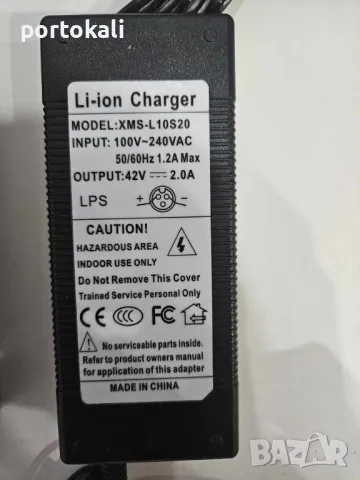 portokali
Li-ion Charger
MODEL:XMS-L10S20
INPUT: 100V~240VAC
50/60Hz 1.2A Max
OUTPUT:42V⎓ 2.0A
LPS + -
CAUTION!
HAZARDOUS AREA
INDOOR USE ONLY
Do Not Remove This Cover
Trained Service Personal Only
CE CCC FC
No serviceable parts inside.
Refer to product owners manual
for application of this adapter
MADE IN CHINA
BAZAR